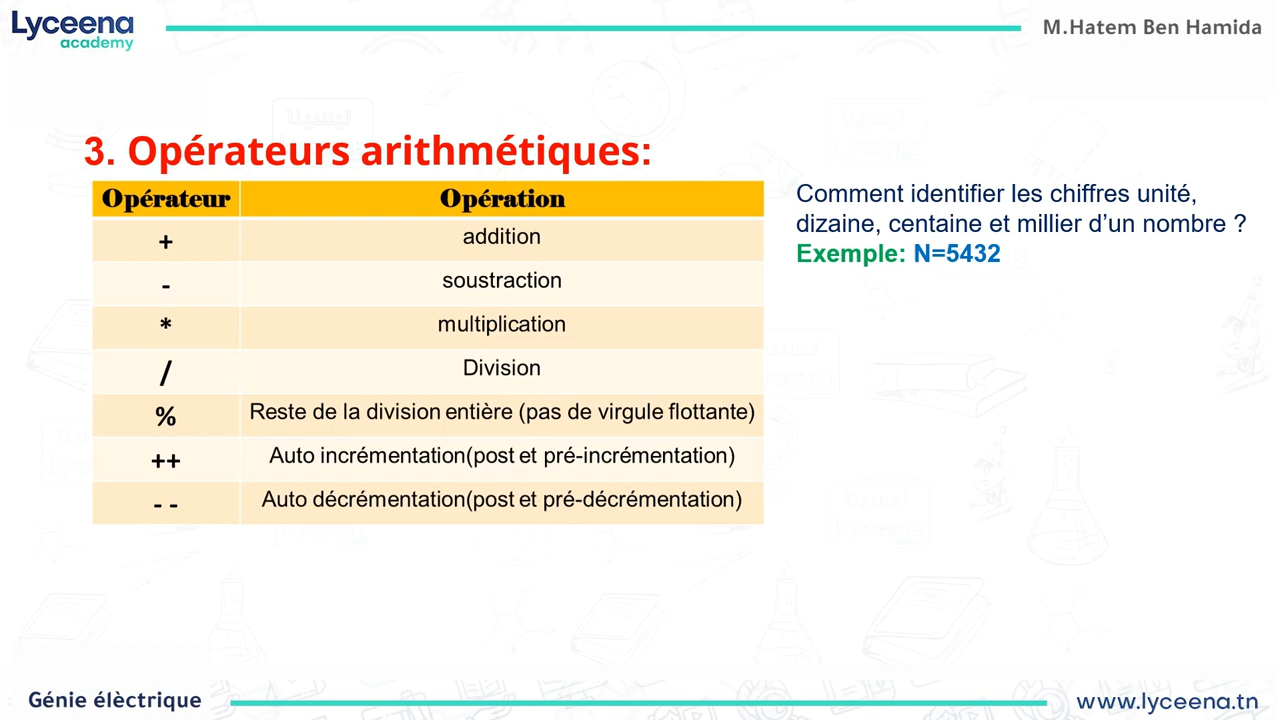 Lyceena
academy
M.Hatem Ben Hamida
3. Opérateurs arithmétiques:
Opérateur Opération
+ addition
- soustraction
* multiplication
/ Division
% Reste de la division entière (pas de virgule flottante)
++ Auto incrémentation(post et pré-incrémentation)
- - Auto décrémentation(post et pré-décrémentation)
Comment identifier les chiffres unité,
dizaine, centaine et millier d’un nombre ?
Exemple: N=5432
Génie élèctrique
www.lyceena.tn